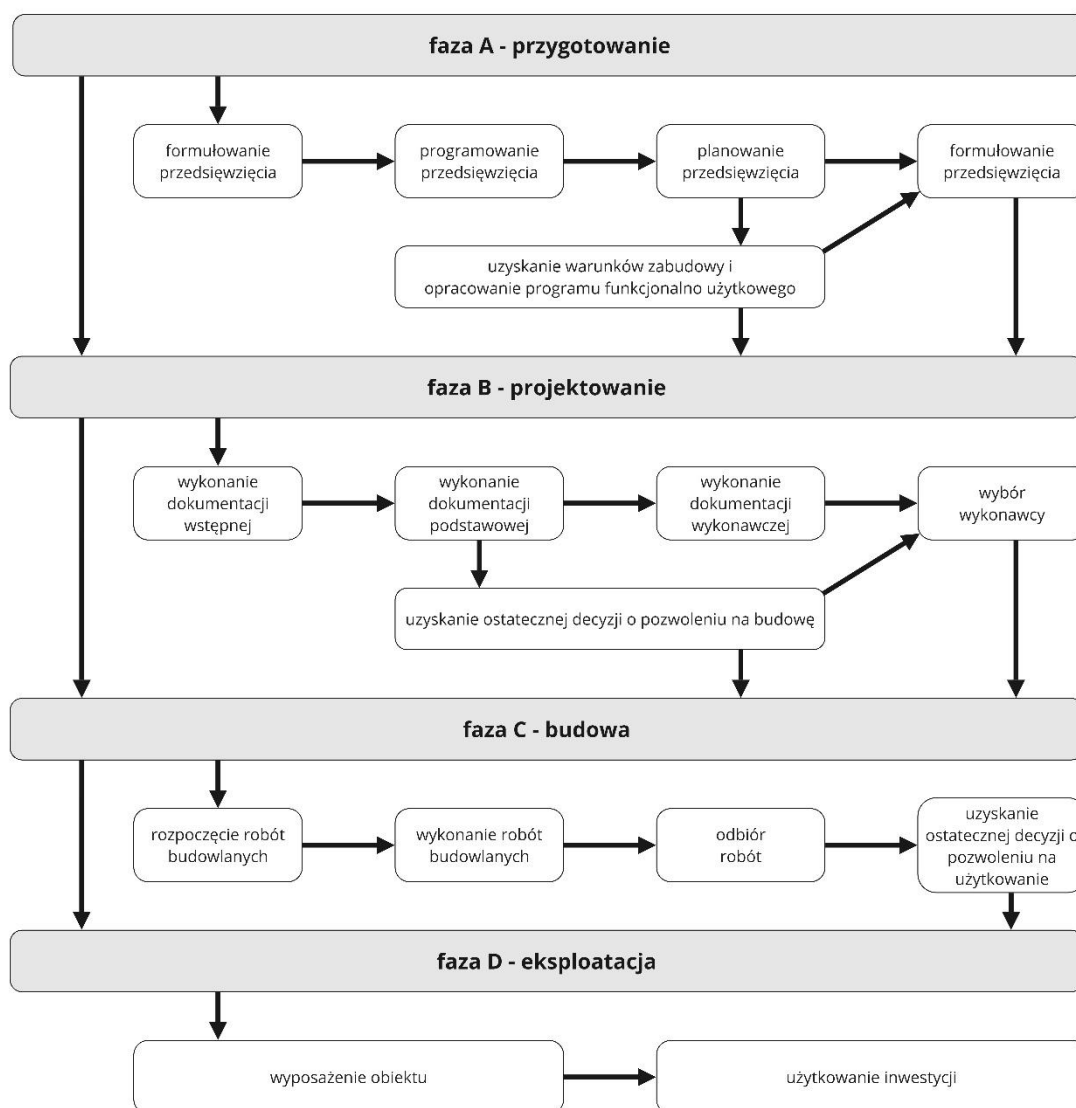 faza A - przygotowanie
formułowanie
przedsięwzięcia
programowanie
przedsięwzięcia
planowanie
przedsięwzięcia
formułowanie
przedsięwzięcia
uzyskanie warunków zabudowy i
opracowanie programu funkcjonalno użytkowego
faza B - projektowanie
wykonanie
dokumentacji
wstępnej
wykonanie
dokumentacji
podstawowej
wykonanie
dokumentacji
wykonawczej
wybór
wykonawcy
uzyskanie ostatecznej decyzji o pozwoleniu na budowę
faza C - budowa
rozpoczęcie robót
budowlanych
wykonanie robót
budowlanych
odbiór
robót
uzyskanie
ostatecznej decyzji o
pozwoleniu na
użytkowanie
faza D - eksploatacja
wyposażenie obiektu
użytkowanie inwestycji